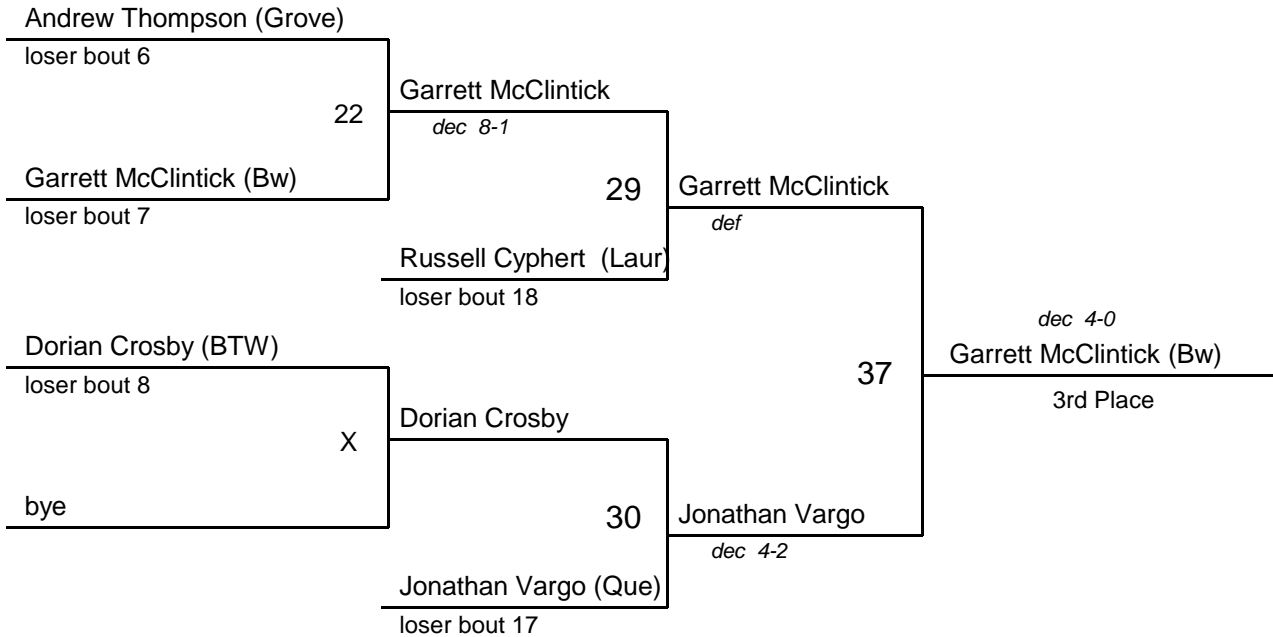 Andrew Thompson (Grove)
loser bout 6
22
Garrett McClintick
dec 8-1
Garrett McClintick (Bw)
loser bout 7
29
Garrett McClintick
def
Russell Cyphert (Laur)
loser bout 18
dec 4-0
Garrett McClintick (Bw)
37
3rd Place
Dorian Crosby (BTW)
loser bout 8
X
Dorian Crosby
bye
30
Jonathan Vargo
dec 4-2
Jonathan Vargo (Que)
loser bout 17